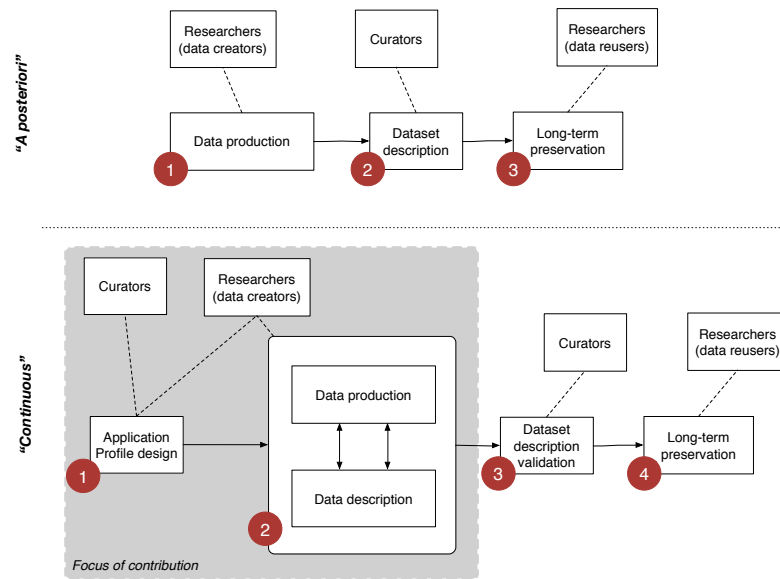 "A posteriori"
Researchers
(data creators)
Curators
Researchers
(data reusers)
Data production
1
Dataset
description
2
Long-term
preservation
3
"Continuous"
Curators
Researchers
(data creators)
Curators
Researchers
(data reusers)
Application
Profile design
1
Data production
Data description
2
Dataset
description
validation
3
Long-term
preservation
4
Focus of contribution